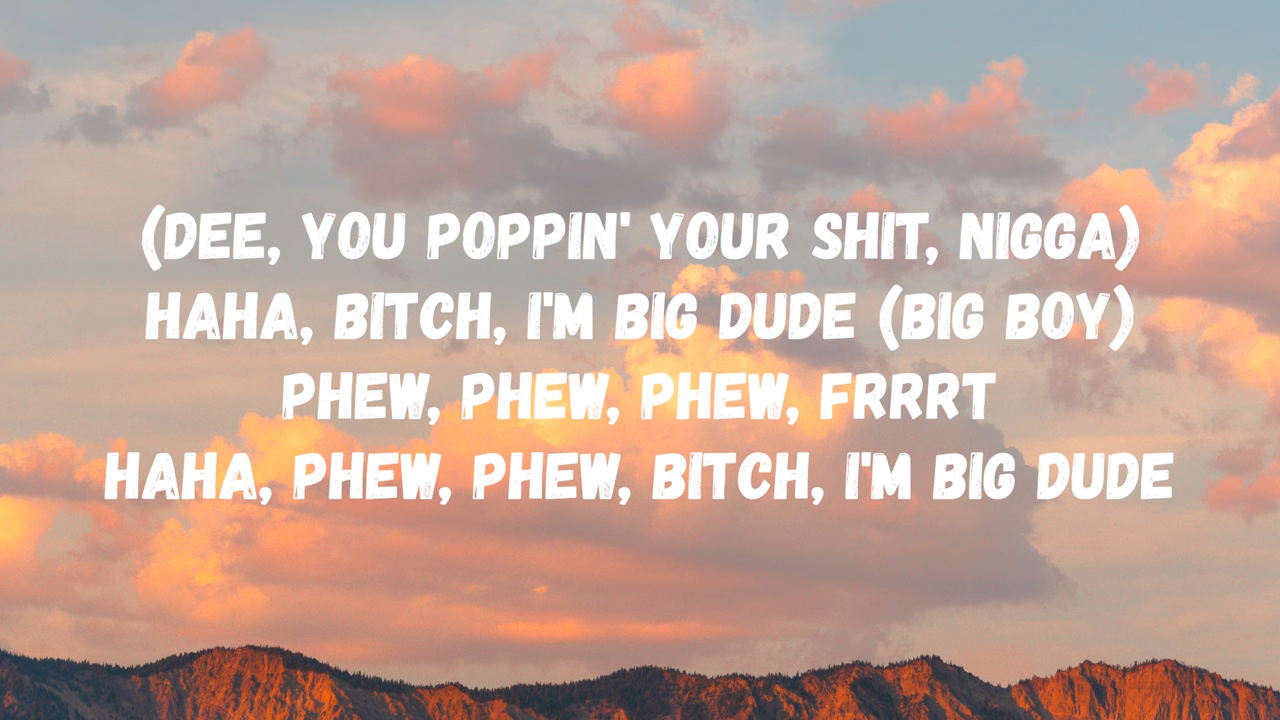 (DEE, YOU POPPIN' YOUR SHIT, NIGGA)
HAHA, BITCH, I'M BIG DUDE (BIG BOY)
PHEW, PHEW, PHEW, FRRRT
HAHA, PHEW, PHEW, BITCH, I'M BIG DUDE